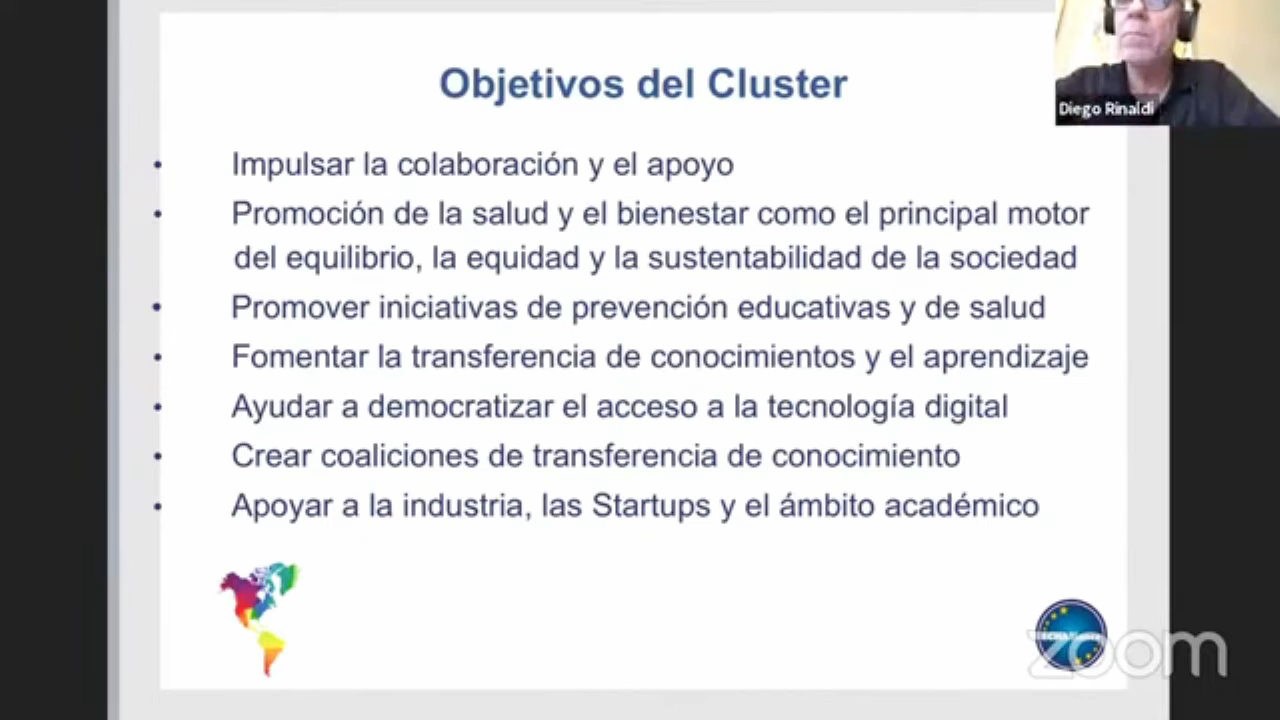 Objetivos del Cluster
Diego Rinaldi
• Impulsar la colaboración y el apoyo
• Promoción de la salud y el bienestar como el principal motor
del equilibrio, la equidad y la sustentabilidad de la sociedad
• Promover iniciativas de prevención educativas y de salud
• Fomentar la transferencia de conocimientos y el aprendizaje
• Ayudar a democratizar el acceso a la tecnología digital
• Crear coaliciones de transferencia de conocimiento
• Apoyar a la industria, las Startups y el ámbito académico
zoom